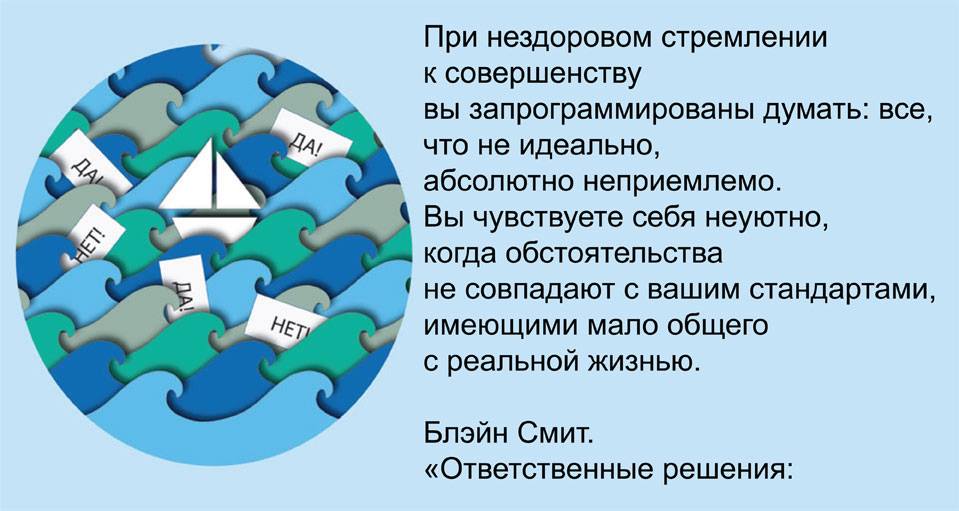 ДА!
ДА!
НЕТ!
ДА!
НЕТ!
При нездоровом стремлении
к совершенству
вы запрограммированы думать: все,
что не идеально,
абсолютно неприемлемо.
Вы чувствуете себя неуютно,
когда обстоятельства
не совпадают с вашим стандартами,
имеющими мало общего
с реальной жизнью.
Блэйн Смит.
«Ответственные решения: